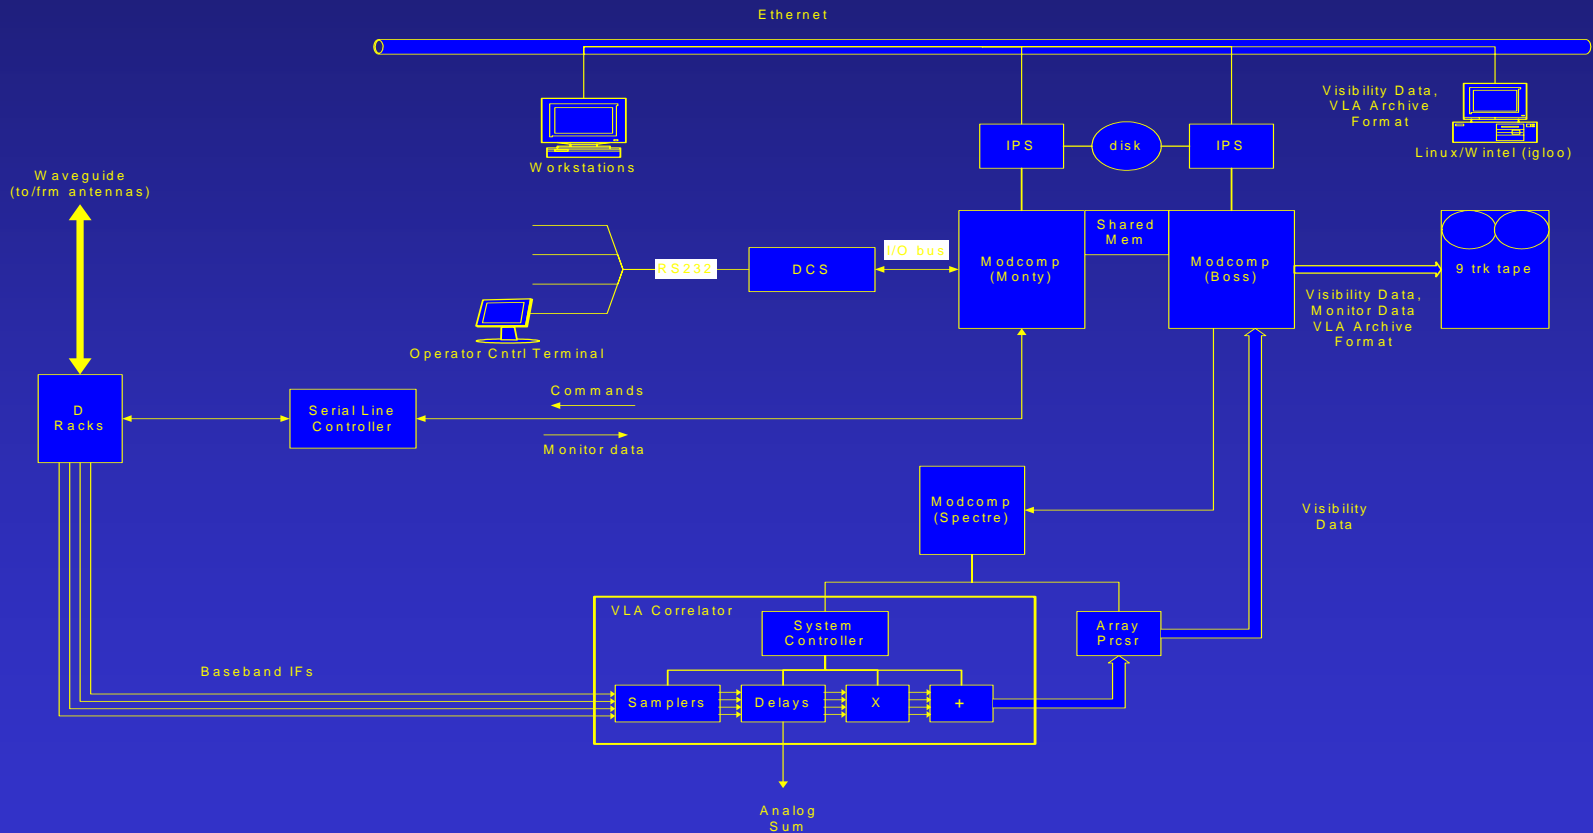 Ethernet
Visibility Data,
VLA Archive
Format
IPS
disk
IPS
Linux/Wintel (igloo)
Workstations
Waveguide
(to/frm antennas)
Shared
Mem
I/O bus
RS232
DCS
Modcomp
(Monty)
Modcomp
(Boss)
9 trk tape
Visibility Data,
Monitor Data
VLA Archive
Format
Operator Cntrl Terminal
Commands
D
Racks
Serial Line
Controller
Monitor data
Modcomp
(Spectre)
Visibility
Data
VLA Correlator
System
Controller
Array
Prcsr
Baseband IFs
Samplers
Delays
X
+
Analog
Sum